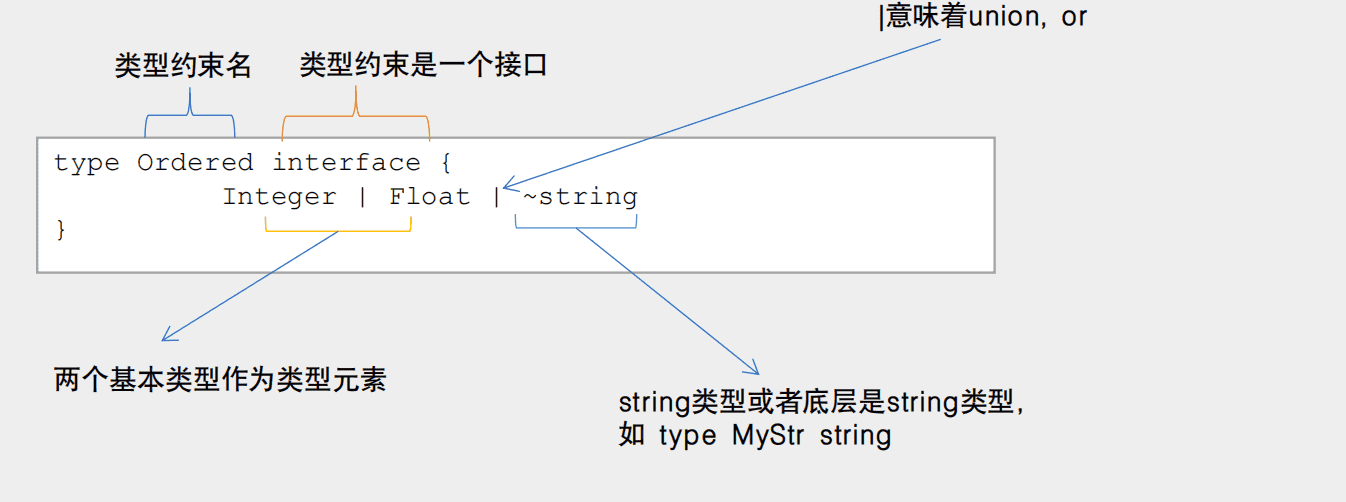 |意味着union, or
类型约束名 类型约束是一个接口
type Ordered interface {
Integer | Float | ~string
}
两个基本类型作为类型元素
string类型或者底层是string类型,
如 type MyStr string